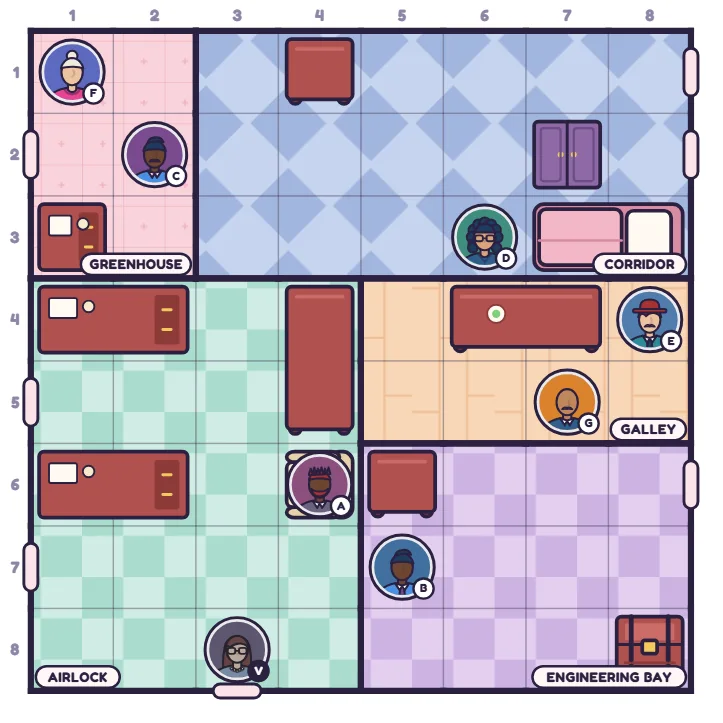 1 2 3 4 5 6 7 8
1
F
2
C
3
D
GREENHOUSE
CORRIDOR
4
E
5
G
GALLEY
6
A
7
B
8
V
AIRLOCK
ENGINEERING BAY